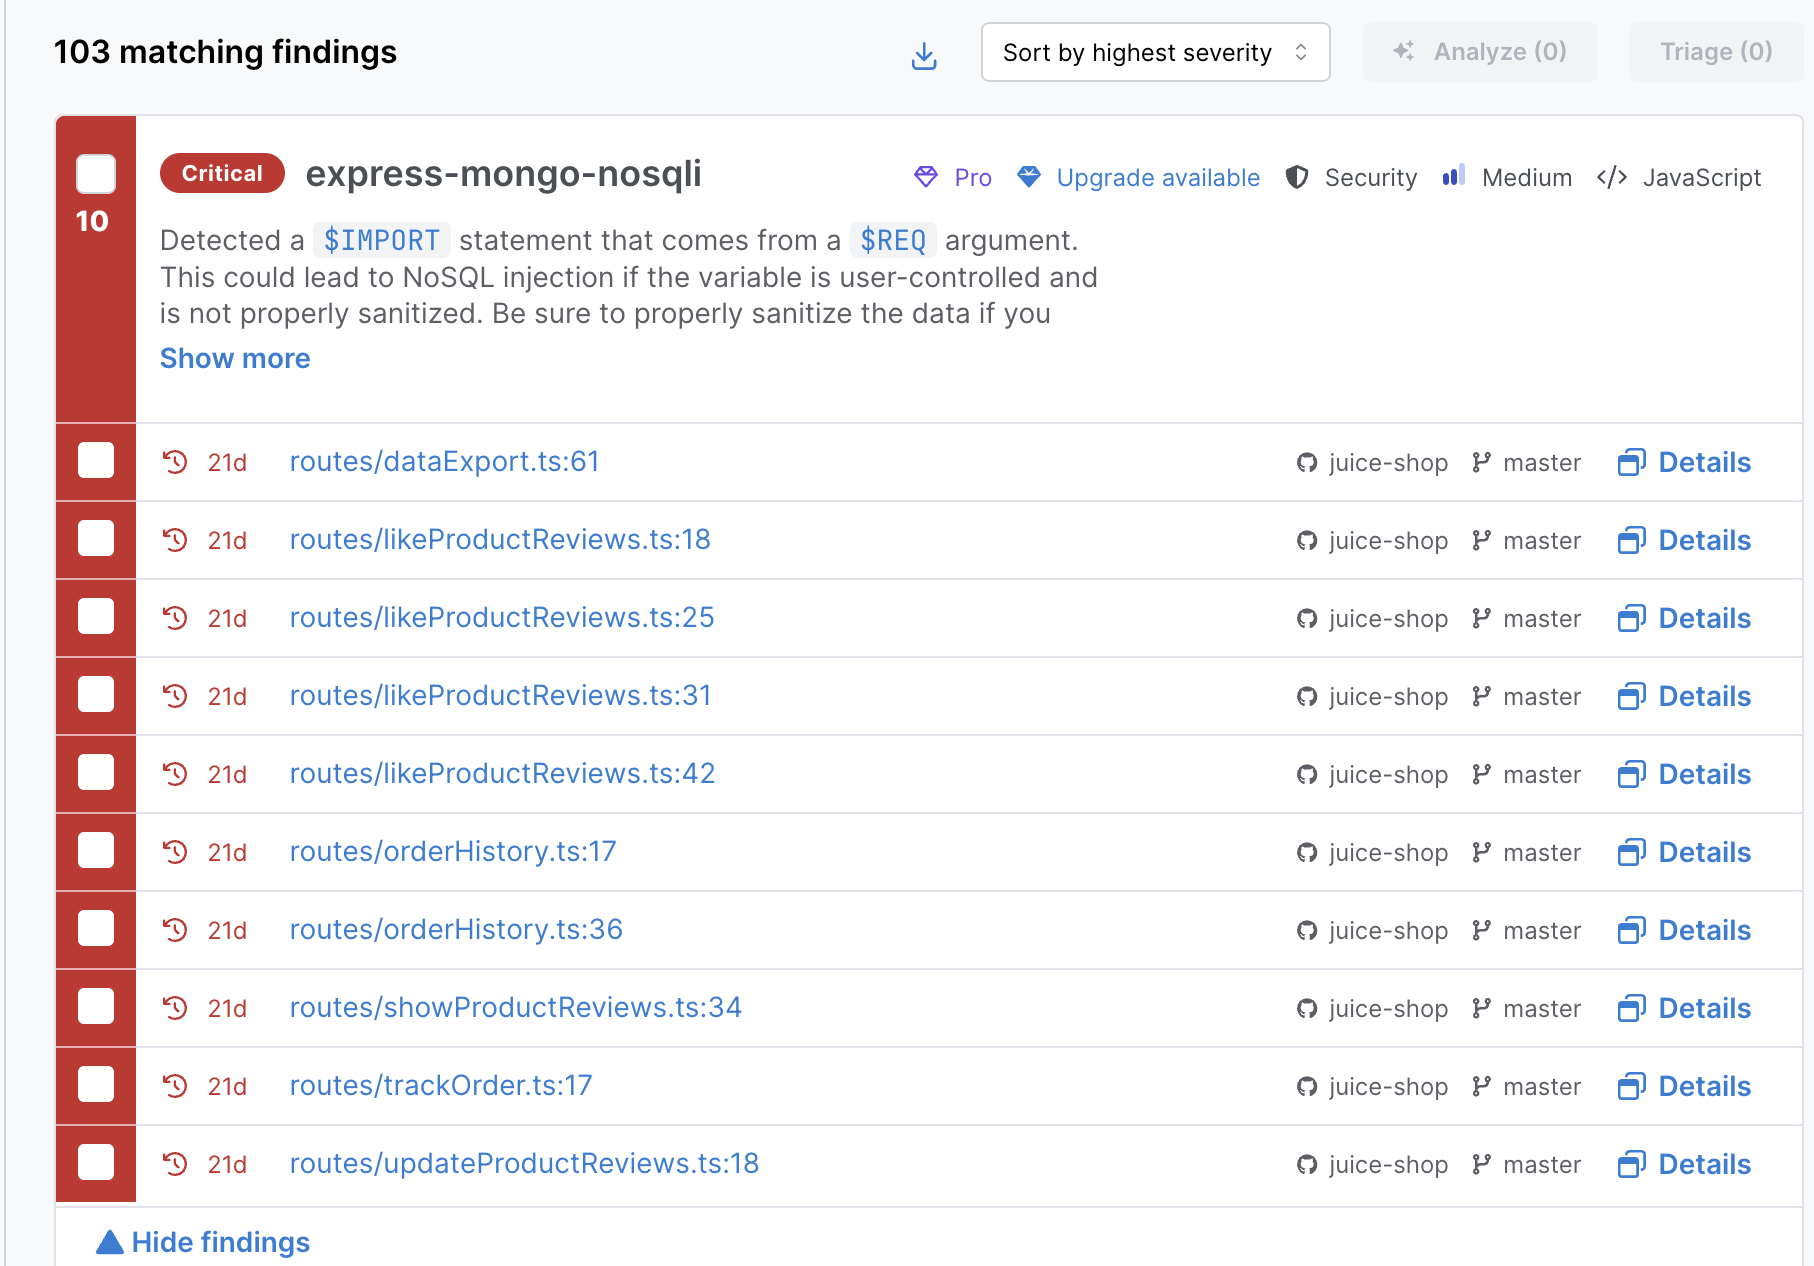 103 matching findings
Sort by highest severity
Analyze (0)
Triage (0)
10
Critical
express-mongo-nosqli
Pro
Upgrade available
Security
Medium
</> JavaScript
Detected a $IMPORT statement that comes from a $REQ argument.
This could lead to NoSQL injection if the variable is user-controlled and
is not properly sanitized. Be sure to properly sanitize the data if you
Show more
21d routes/dataExport.ts:61 juice-shop master Details
21d routes/likeProductReviews.ts:18 juice-shop master Details
21d routes/likeProductReviews.ts:25 juice-shop master Details
21d routes/likeProductReviews.ts:31 juice-shop master Details
21d routes/likeProductReviews.ts:42 juice-shop master Details
21d routes/orderHistory.ts:17 juice-shop master Details
21d routes/orderHistory.ts:36 juice-shop master Details
21d routes/showProductReviews.ts:34 juice-shop master Details
21d routes/trackOrder.ts:17 juice-shop master Details
21d routes/updateProductReviews.ts:18 juice-shop master Details
Hide findings